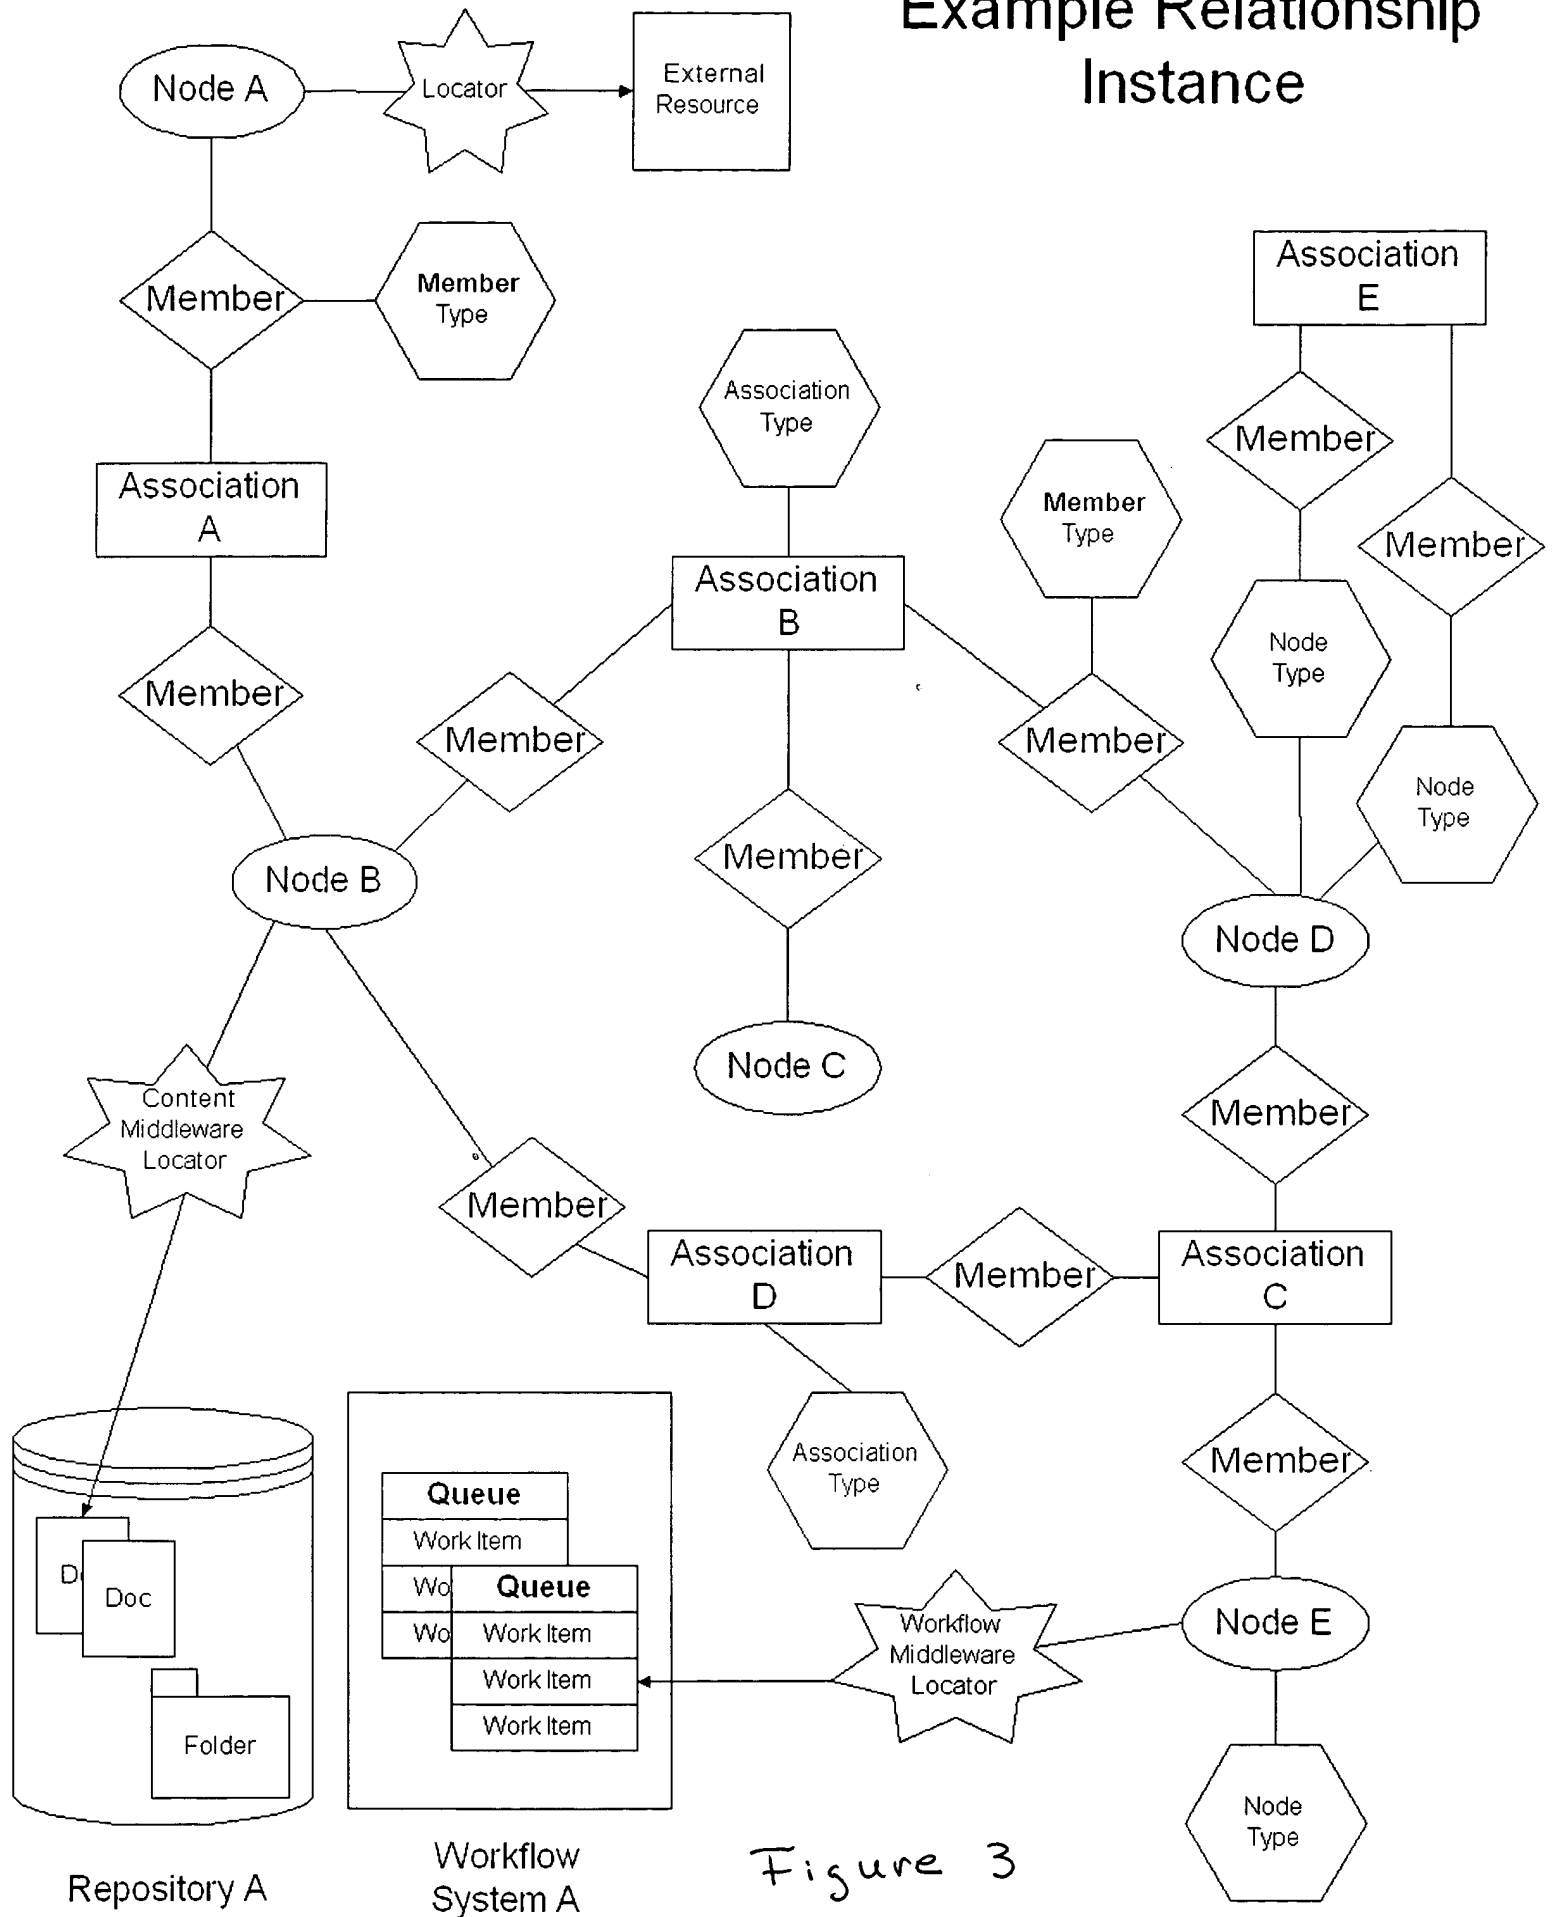 Example Relationship
Instance
Node A
Locator
External
Resource
Member
Member
Type
Association
E
Association
Type
Member
Member
Type
Association
A
Member
Association
B
Node
Type
Member
Member
Member
Node
Type
Member
Node B
Node D
Node C
Content
Middleware
Locator
Member
Member
Association
D
Member
Association
C
Association
Type
Member
Queue
Work Item
Wo
Wo
Queue
Work Item
Work Item
Work Item
D
Doc
Folder
Workflow
Middleware
Locator
Node E
Node
Type
Repository A
Workflow
System A
Figure 3